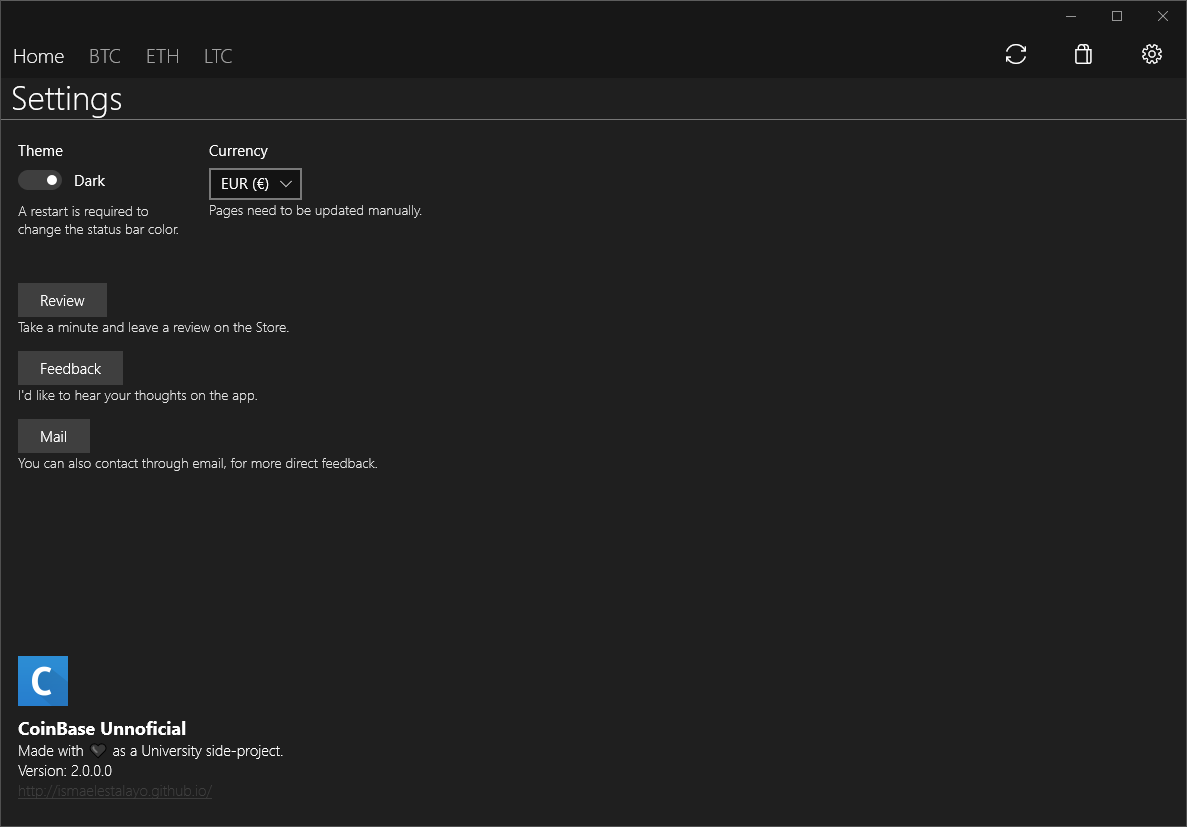 Home BTC ETH LTC
Settings
Theme
Currency
Dark
EUR (€)
A restart is required to
change the status bar color.
Pages need to be updated manually.
Review
Take a minute and leave a review on the Store.
Feedback
I'd like to hear your thoughts on the app.
Mail
You can also contact through email, for more direct feedback.
C
CoinBase Unnoficial
Made with 🖤 as a University side-project.
Version: 2.0.0.0
http://ismaelestalayo.github.io/